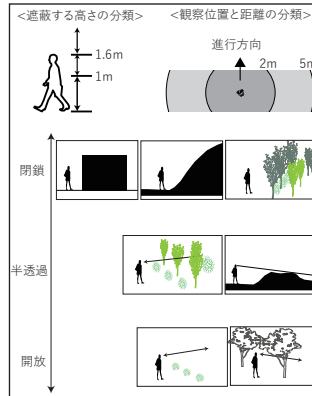 <遮蔽する高さの分類>
<観察位置と距離の分類>
1.6m
1m
進行方向
2m
5m
閉鎖
半透過
開放